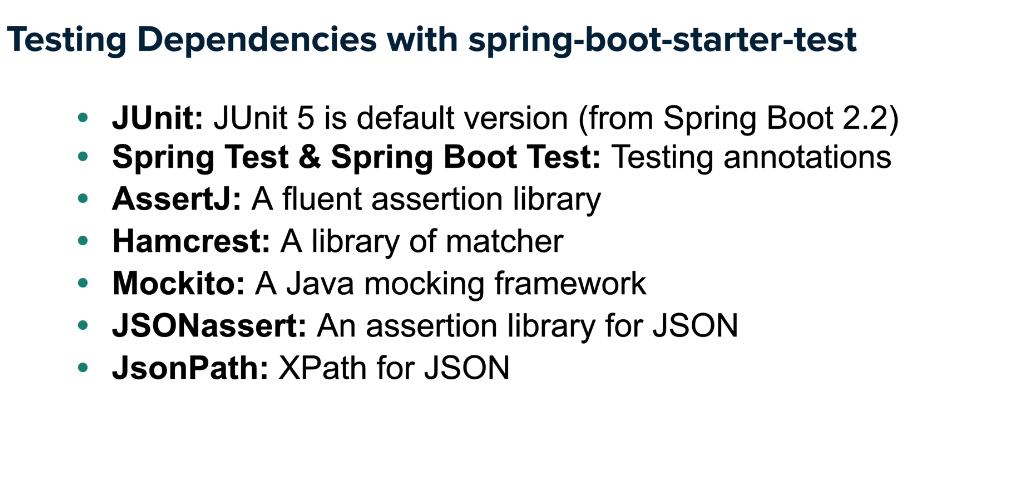 Testing Dependencies with spring-boot-starter-test
• JUnit: JUnit 5 is default version (from Spring Boot 2.2)
• Spring Test & Spring Boot Test: Testing annotations
• AssertJ: A fluent assertion library
• Hamcrest: A library of matcher
• Mockito: A Java mocking framework
• JSONassert: An assertion library for JSON
• JsonPath: XPath for JSON